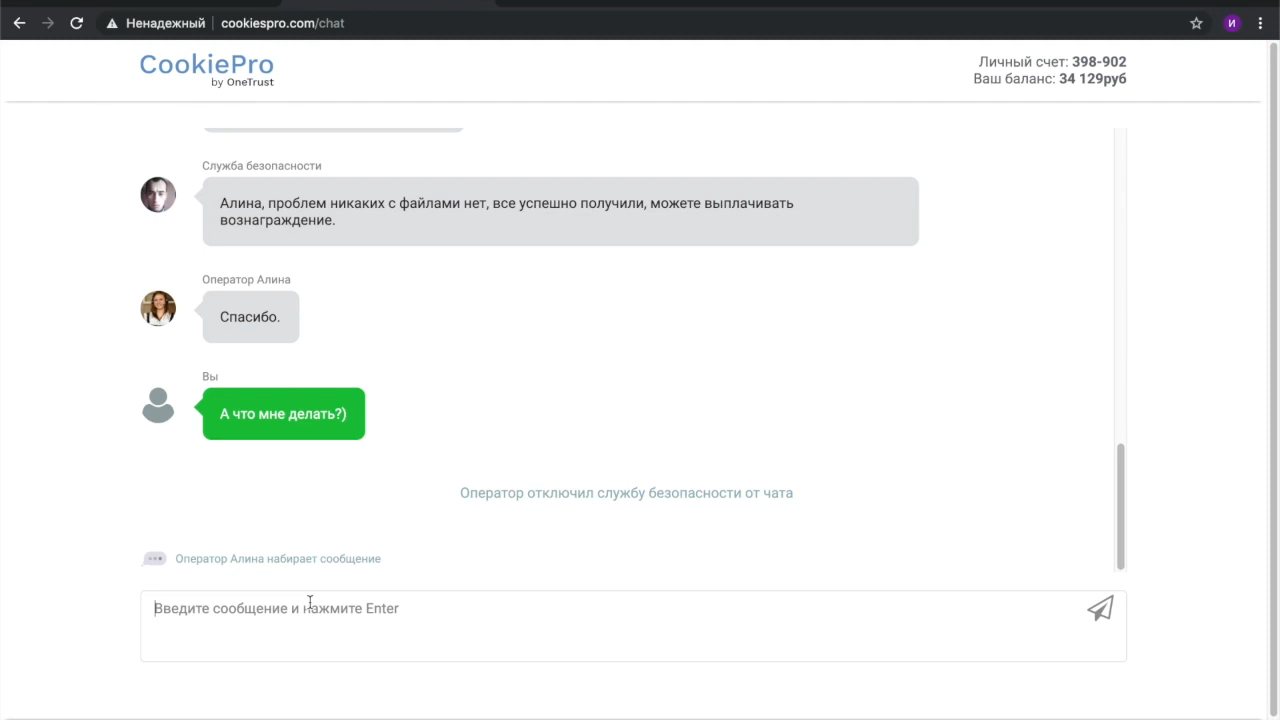 Ненадежный cookiespro.com/chat
И
CookiePro
by OneTrust
Личный счет: 398-902
Ваш баланс: 34 129руб
Служба безопасности
Алина, проблем никаких с файлами нет, все успешно получили, можете выплачивать
вознаграждение.
Оператор Алина
Спасибо.
Вы
А что мне делать?)
Оператор отключил службу безопасности от чата
Оператор Алина набирает сообщение
Введите сообщение и нажмите Enter